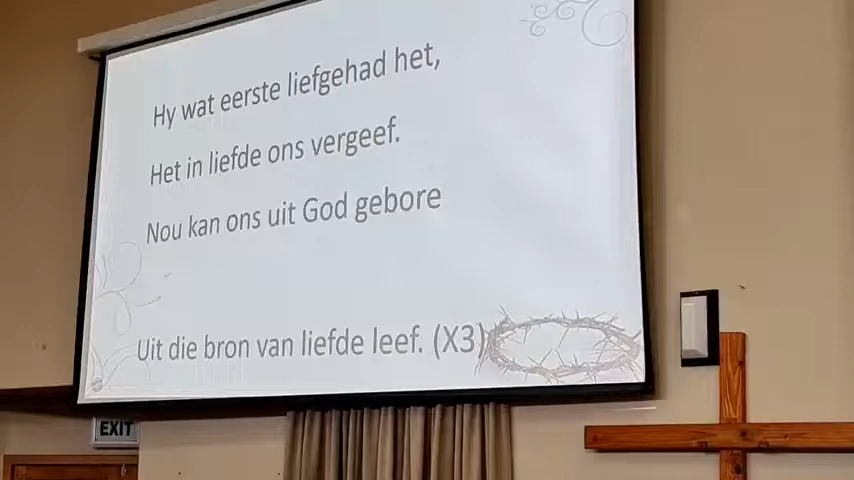 Hy wat eerste liefgehad het,
Het in liefde ons vergeef.
Nou kan ons uit God gebore
Uit die bron van liefde leef. (X3)
EXIT